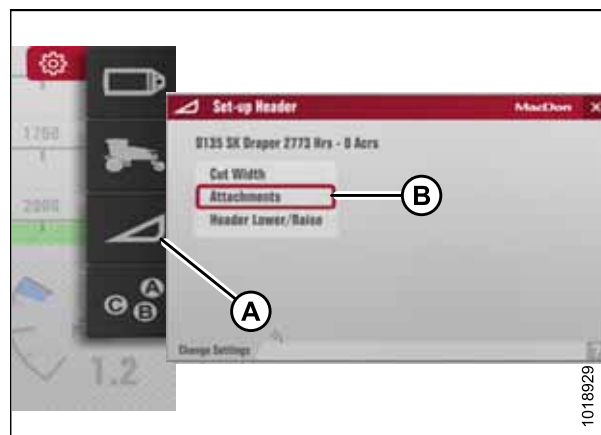 1750
2000
1.2
C A B
Set-up Header
MacDon
D135 SK Draper 2773 Hrs - 0 Acrs
Cut Width
Attachments
Header Lower/Raise
Change Settings
A
B
1018929